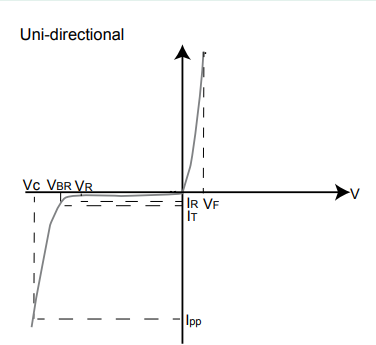 Uni-directional
Vc VBR VR
V
IR VF
IT
Ipp